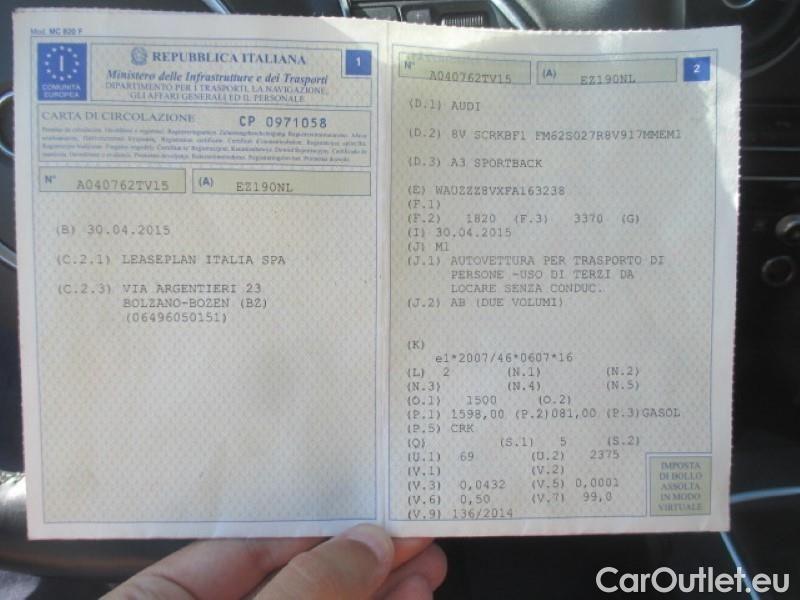 Mod. MC 820 F
I
COMUNITÀ
EUROPEA
REPUBBLICA ITALIANA
Ministero delle Infrastrutture e dei Trasporti
DIPARTIMENTO PER I TRASPORTI, LA NAVIGAZIONE,
GLI AFFARI GENERALI ED IL PERSONALE
1
CARTA DI CIRCOLAZIONE
CP 0971058
N° A040762TV15 (A) EZ190NL
(B) 30.04.2015
(C.2.1) LEASEPLAN ITALIA SPA
(C.2.3) VIA ARGENTIERI 23
BOLZANO-BOZEN (BZ)
(06496050151)
N° A040762TV15 (A) EZ190NL
2
(D.1) AUDI
(D.2) 8V SCRKBF1 FM62S027R8V917MMEM1
(D.3) A3 SPORTBACK
(E) WAUZZZ8VXFA163238
(F.1)
(F.2) 1820 (F.3) 3370 (G)
(I) 30.04.2015
(J) M1
(J.1) AUTOVETTURA PER TRASPORTO DI
PERSONE -USO DI TERZI DA
LOCARE SENZA CONDUC.
(J.2) AB (DUE VOLUMI)
(K)
e1*2007/46*0607*16
(L) 2 (N.1) (N.2)
(N.3) (N.4) (N.5)
(O.1) 1500 (O.2)
(P.1) 1598,00 (P.2)081,00 (P.3)GASOL
(P.5) CRK
(Q) (S.1) 5 (S.2)
(U.1) 69 (U.2) 2375
(V.1) (V.2)
(V.3) 0,0432 (V.5) 0,0001
(V.6) 0,50 (V.7) 99,0
(V.9) 136/2014
IMPOSTA
DI BOLLO
ASSOLTA
IN MODO
VIRTUALE
CarOutlet.eu